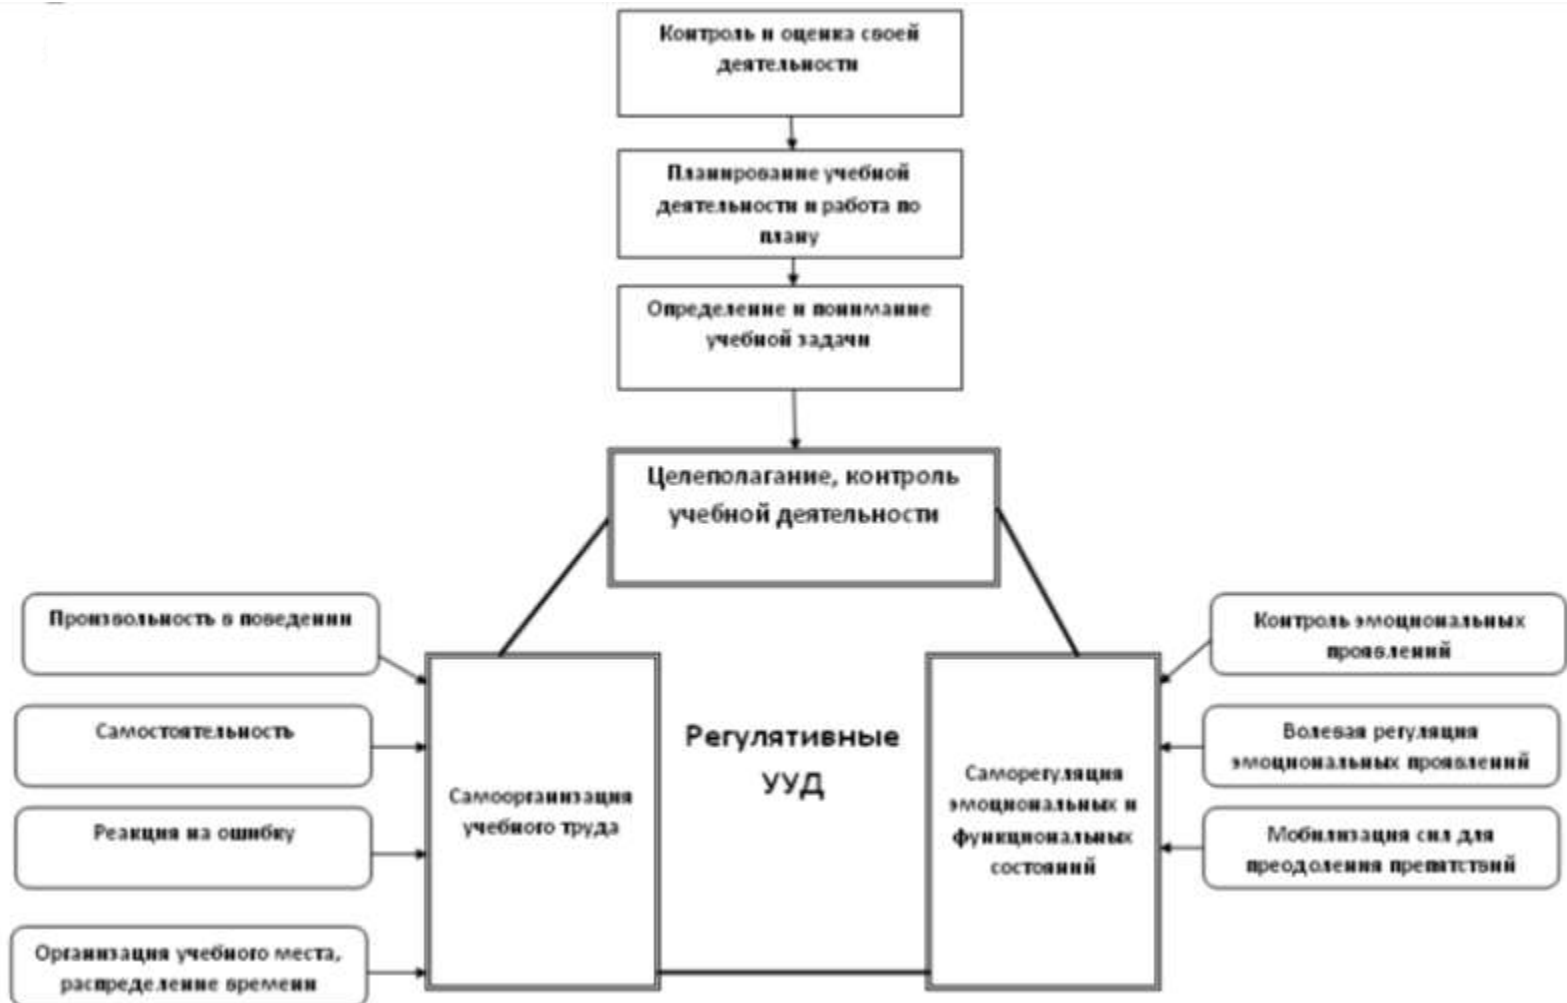 Контроль и оценка своей
деятельности
Планирование учебной
деятельности и работа по
плану
Определение и понимание
учебной задачи
Целеполагание, контроль
учебной деятельности
Произвольность в поведении
Самостоятельность
Реакция на ошибку
Организация учебного места,
распределение времени
Самоорганизация
учебного труда
Регулятивные
УУД
Саморегуляция
эмоциональных и
функциональных
состояний
Контроль эмоциональных
проявлений
Волевая регуляция
эмоциональных проявлений
Мобилизация сил для
преодоления препятствий